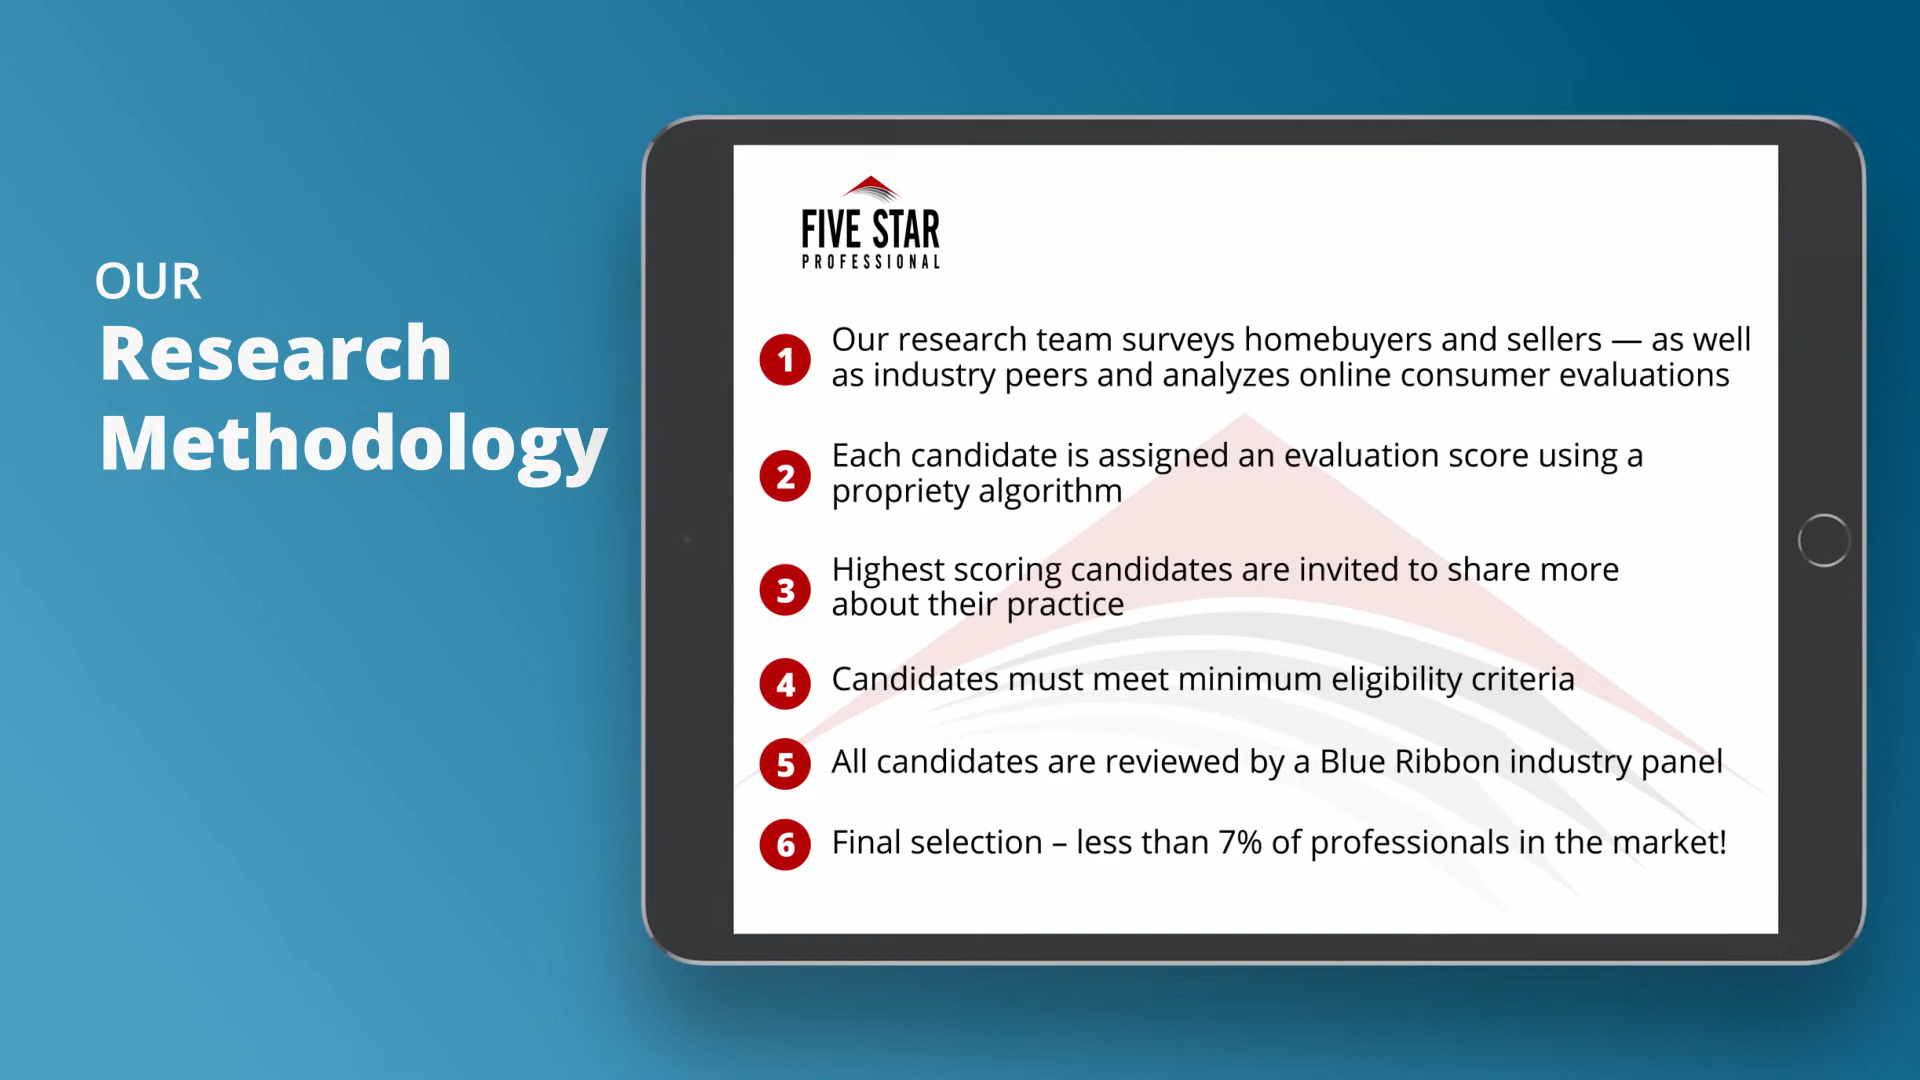 OUR
Research
Methodology
FIVE STAR
PROFESSIONAL
1 Our research team surveys homebuyers and sellers — as well
as industry peers and analyzes online consumer evaluations
2 Each candidate is assigned an evaluation score using a
propriety algorithm
3 Highest scoring candidates are invited to share more
about their practice
4 Candidates must meet minimum eligibility criteria
5 All candidates are reviewed by a Blue Ribbon industry panel
6 Final selection – less than 7% of professionals in the market!